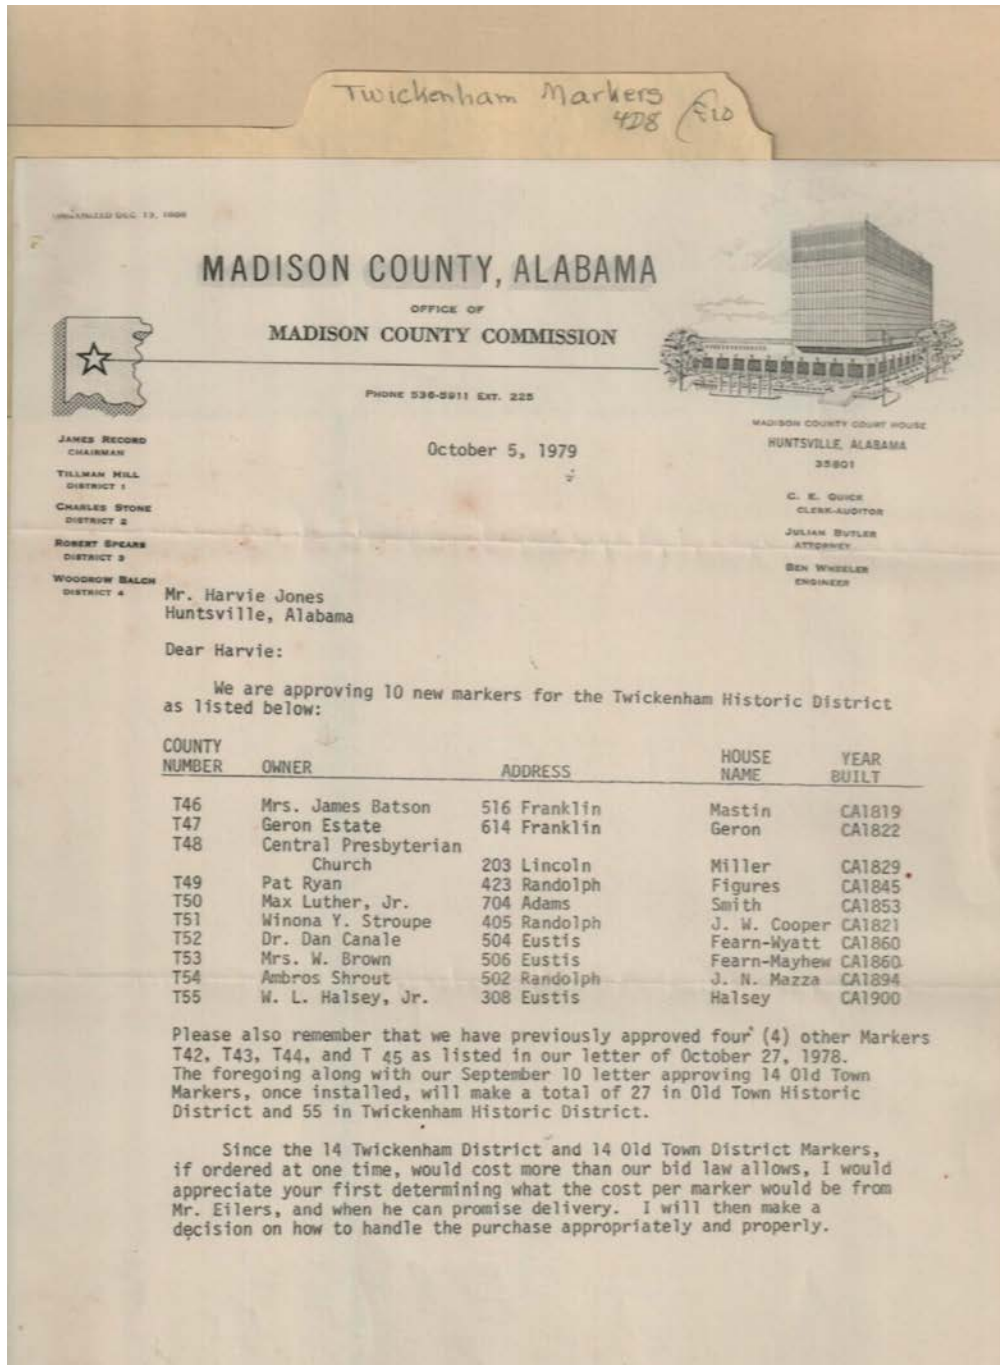 Twickenham Markers
4D8
MADISON COUNTY, ALABAMA
OFFICE OF
MADISON COUNTY COMMISSION
PHONE 536-5911 EXT. 225
MADISON COUNTY COURT HOUSE
HUNTSVILLE, ALABAMA
35801
JAMES RECORD
CHAIRMAN
TILLMAN HILL
DISTRICT 1
CHARLES STONE
DISTRICT 2
ROBERT SPEARS
DISTRICT 3
WOODROW BALCH
DISTRICT 4
C. E. QUICK
CLERK-AUDITOR
JULIAN BUTLER
ATTORNEY
BEN WHEELER
ENGINEER
October 5, 1979
Mr. Harvie Jones
Huntsville, Alabama
Dear Harvie:
We are approving 10 new markers for the Twickenham Historic District
as listed below:
COUNTY HOUSE YEAR
NUMBER OWNER ADDRESS NAME BUILT
T46 Mrs. James Batson 516 Franklin Mastin CA1819
T47 Geron Estate 614 Franklin Geron CA1822
T48 Central Presbyterian
Church 203 Lincoln Miller CA1829
T49 Pat Ryan 423 Randolph Figures CA1845
T50 Max Luther, Jr. 704 Adams Smith CA1853
T51 Winona Y. Stroupe 405 Randolph J. W. Cooper CA1821
T52 Dr. Dan Canale 504 Eustis Fearn-Wyatt CA1860
T53 Mrs. W. Brown 506 Eustis Fearn-Mayhew CA1860
T54 Ambros Shrout 502 Randolph J. N. Mazza CA1894
T55 W. L. Halsey, Jr. 308 Eustis Halsey CA1900
Please also remember that we have previously approved four (4) other Markers
T42, T43, T44, and T 45 as listed in our letter of October 27, 1978.
The foregoing along with our September 10 letter approving 14 Old Town
Markers, once installed, will make a total of 27 in Old Town Historic
District and 55 in Twickenham Historic District.
Since the 14 Twickenham District and 14 Old Town District Markers,
if ordered at one time, would cost more than our bid law allows, I would
appreciate your first determining what the cost per marker would be from
Mr. Eilers, and when he can promise delivery. I will then make a
decision on how to handle the purchase appropriately and properly.